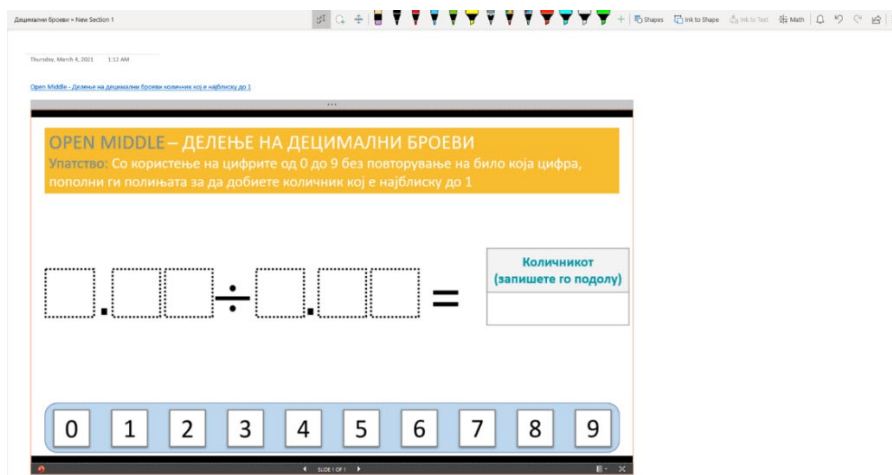 Децимални броеви » New Section 1
Shapes
Ink to Shape
Ink to Text
Math
Thursday, March 4, 2021 1:12 AM
Open Middle - Делење на децимални броеви количник кој е најблиску до 1
OPEN MIDDLE – ДЕЛЕЊЕ НА ДЕЦИМАЛНИ БРОЕВИ
Упатство: Со користење на цифрите од 0 до 9 без повторување на било која цифра,
пополни ги полињата за да добиете количник кој е најблиску до 1
Количникот
(запишете го подолу)
. ÷ . =
0 1 2 3 4 5 6 7 8 9
SLIDE 1 OF 1